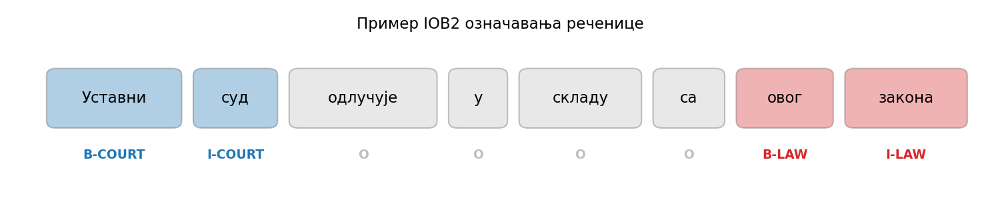 Пример IOB2 означавања реченице
Уставни суд одлучује у складу са овог закона
B-COURT I-COURT O O O O B-LAW I-LAW